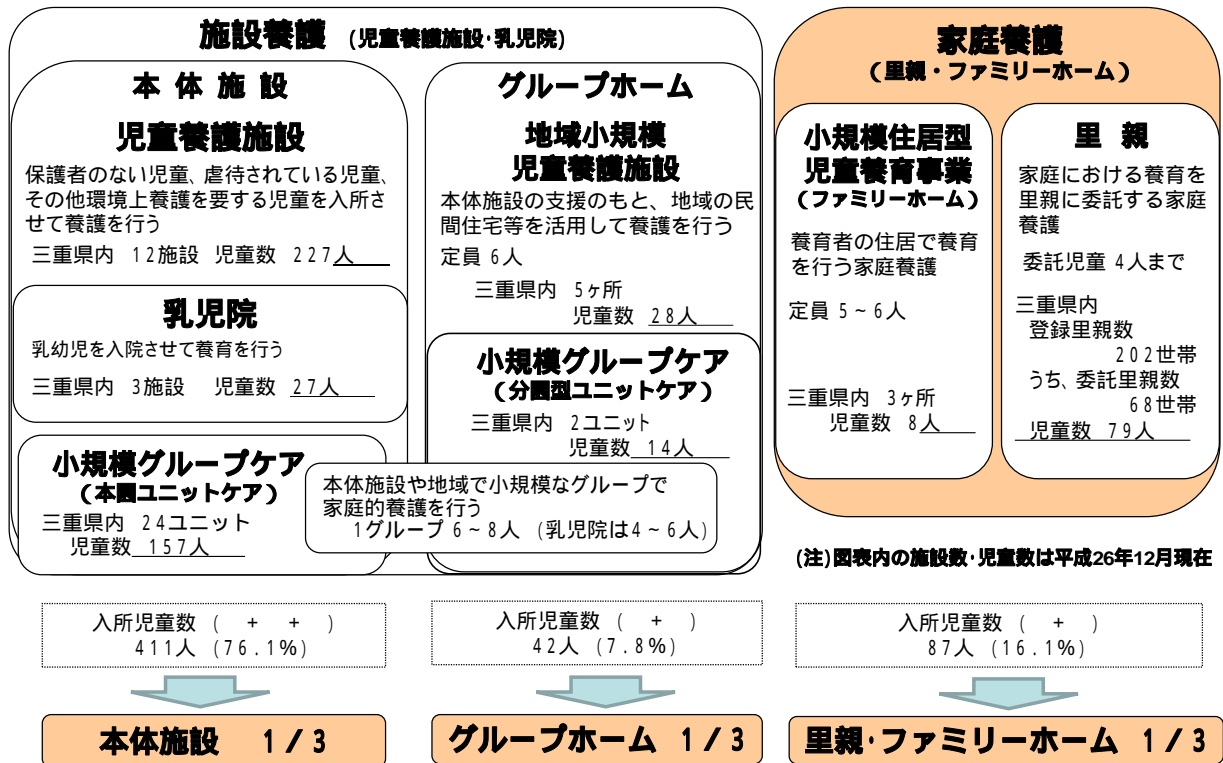 施設養護 (児童養護施設･乳児院)
本 体 施 設
児童養護施設
保護者のない児童、虐待されている児童、
その他環境上養護を要する児童を入所さ
せて養護を行う
三重県内 12施設 児童数 227人
乳児院
乳幼児を入院させて養育を行う
三重県内 3施設 児童数 27人
小規模グループケア
(本園ユニットケア)
三重県内 24ユニット
児童数 157人
グループホーム
地域小規模
児童養護施設
本体施設の支援のもと、地域の民
間住宅等を活用して養護を行う
定員 6人
三重県内 5ヶ所
児童数 28人
小規模グループケア
(分園型ユニットケア)
三重県内 2ユニット
児童数 14人
本体施設や地域で小規模なグループで
家庭的養護を行う
1グループ 6~8人 (乳児院は4~6人)
家庭養護
(里親・ファミリーホーム)
小規模住居型
児童養育事業
(ファミリーホーム)
養育者の住居で養育
を行う家庭養護
定員 5~6人
三重県内 3ヶ所
児童数 8人
里 親
家庭における養育を
里親に委託する家庭
養護
委託児童 4人まで
三重県内
登録里親数
202世帯
うち、委託里親数
68世帯
児童数 79人
(注)図表内の施設数･児童数は平成26年12月現在
入所児童数 ( + + )
411人 (76.1%)
入所児童数 ( + )
42人 (7.8%)
入所児童数 ( + )
87人 (16.1%)
本体施設 1/3
グループホーム 1/3
里親･ファミリーホーム 1/3